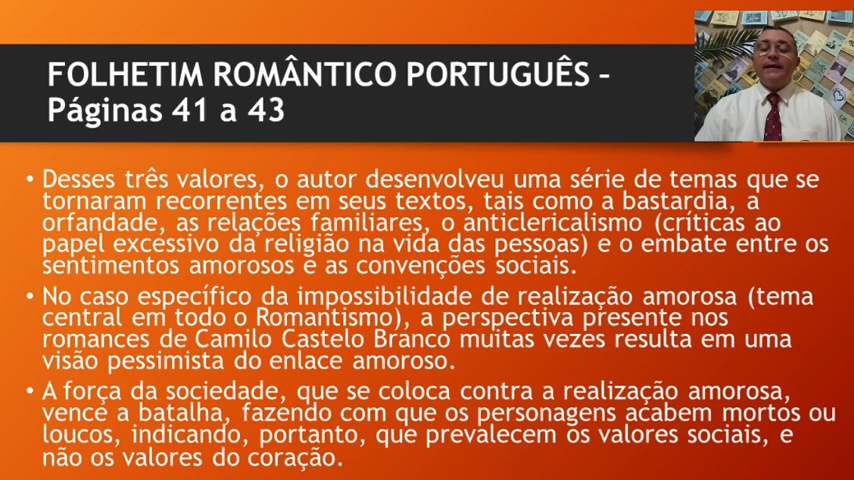 FOLHETIM ROMÂNTICO PORTUGUÊS –
Páginas 41 a 43
• Desses três valores, o autor desenvolveu uma série de temas que se
tornaram recorrentes em seus textos, tais como a bastardia, a
orfandade, as relações familiares, o anticlericalismo (críticas ao
papel excessivo da religião na vida das pessoas) e o embate entre os
sentimentos amorosos e as convenções sociais.
• No caso específico da impossibilidade de realização amorosa (tema
central em todo o Romantismo), a perspectiva presente nos
romances de Camilo Castelo Branco muitas vezes resulta em uma
visão pessimista do enlace amoroso.
• A força da sociedade, que se coloca contra a realização amorosa,
vence a batalha, fazendo com que os personagens acabem mortos ou
loucos, indicando, portanto, que prevalecem os valores sociais, e
não os valores do coração.